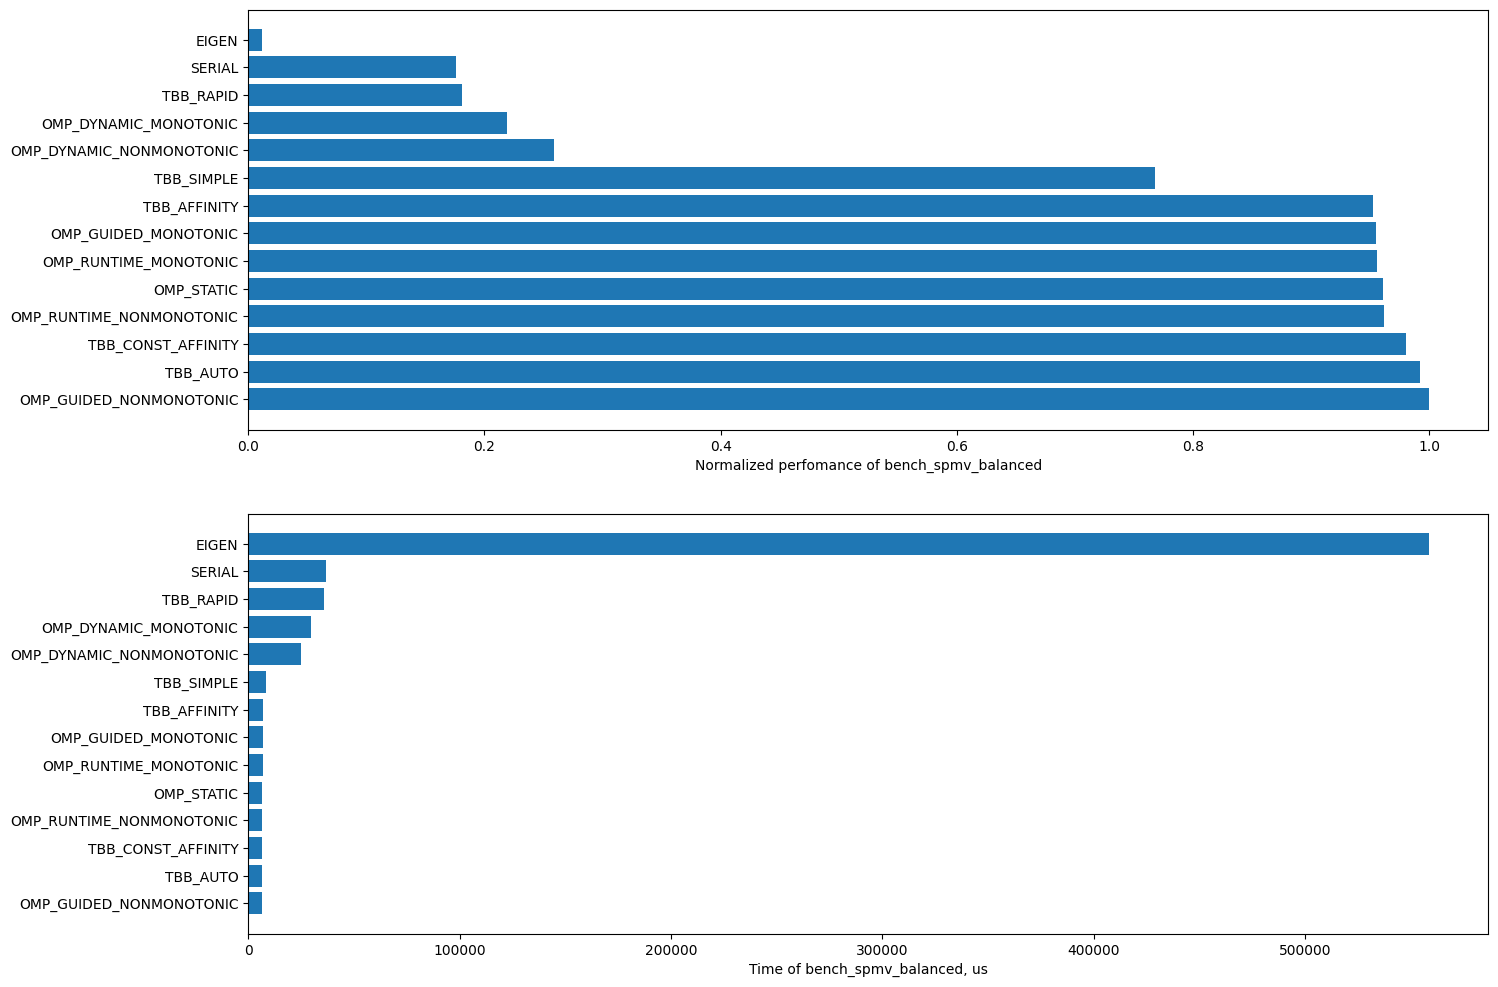 EIGEN
SERIAL
TBB_RAPID
OMP_DYNAMIC_MONOTONIC
OMP_DYNAMIC_NONMONOTONIC
TBB_SIMPLE
TBB_AFFINITY
OMP_GUIDED_MONOTONIC
OMP_RUNTIME_MONOTONIC
OMP_STATIC
OMP_RUNTIME_NONMONOTONIC
TBB_CONST_AFFINITY
TBB_AUTO
OMP_GUIDED_NONMONOTONIC
0.0 0.2 0.4 0.6 0.8 1.0
Normalized perfomance of bench_spmv_balanced
EIGEN
SERIAL
TBB_RAPID
OMP_DYNAMIC_MONOTONIC
OMP_DYNAMIC_NONMONOTONIC
TBB_SIMPLE
TBB_AFFINITY
OMP_GUIDED_MONOTONIC
OMP_RUNTIME_MONOTONIC
OMP_STATIC
OMP_RUNTIME_NONMONOTONIC
TBB_CONST_AFFINITY
TBB_AUTO
OMP_GUIDED_NONMONOTONIC
0 100000 200000 300000 400000 500000
Time of bench_spmv_balanced, us